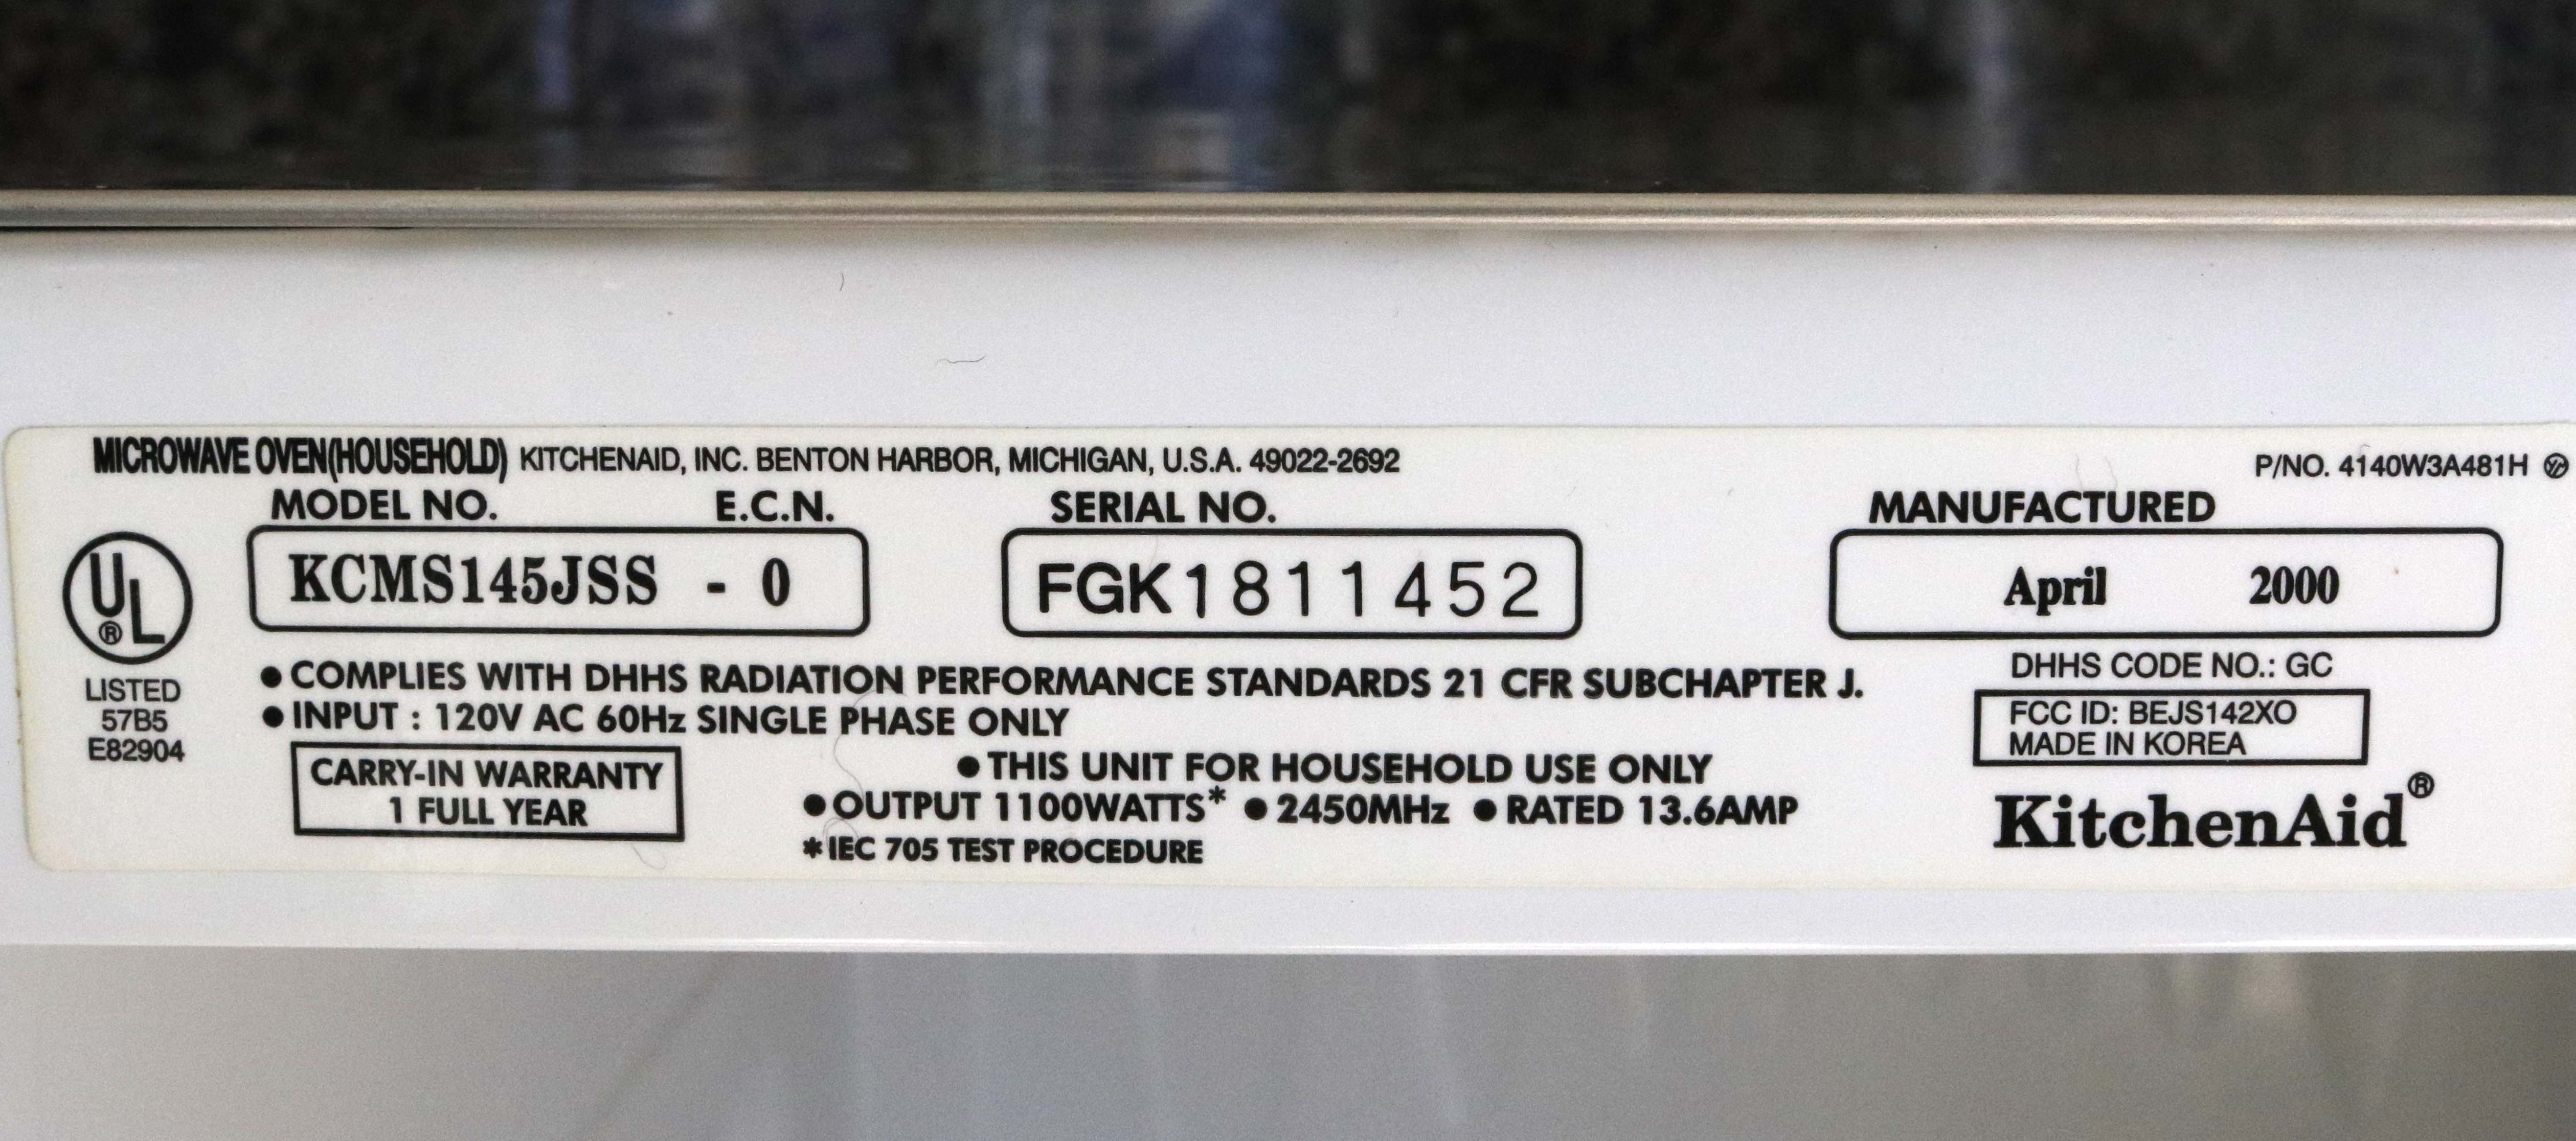 MICROWAVE OVEN(HOUSEHOLD) KITCHENAID, INC. BENTON HARBOR, MICHIGAN, U.S.A. 49022-2692 P/NO. 4140W3A481H
MODEL NO. E.C.N. SERIAL NO. MANUFACTURED
UL®
KCMS145JSS - 0 FGK1811452 April 2000
LISTED
57B5
E82904
●COMPLIES WITH DHHS RADIATION PERFORMANCE STANDARDS 21 CFR SUBCHAPTER J.
●INPUT : 120V AC 60Hz SINGLE PHASE ONLY
CARRY-IN WARRANTY
1 FULL YEAR
●THIS UNIT FOR HOUSEHOLD USE ONLY
●OUTPUT 1100WATTS* ●2450MHz ●RATED 13.6AMP
*IEC 705 TEST PROCEDURE
DHHS CODE NO.: GC
FCC ID: BEJS142XO
MADE IN KOREA
KitchenAid®